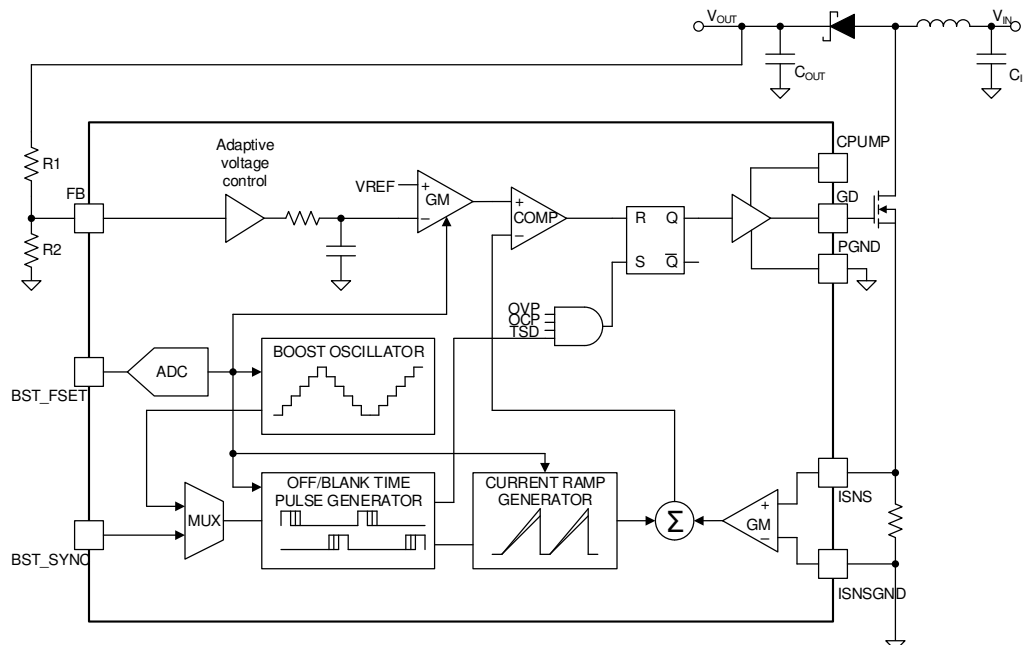 VOUT
VIN
COUT
CI
CPUMP
Adaptive
voltage
control
R1
FB
VREF
+
GM
−
+
COMP
−
R Q
S Q
GD
R2
PGND
OVP
OCP
TSD
BOOST OSCILLATOR
ADC
BST_FSET
OFF/BLANK TIME
PULSE GENERATOR
CURRENT RAMP
GENERATOR
ISNS
MUX
Σ
+
GM
−
BST_SYNC
ISNSGND